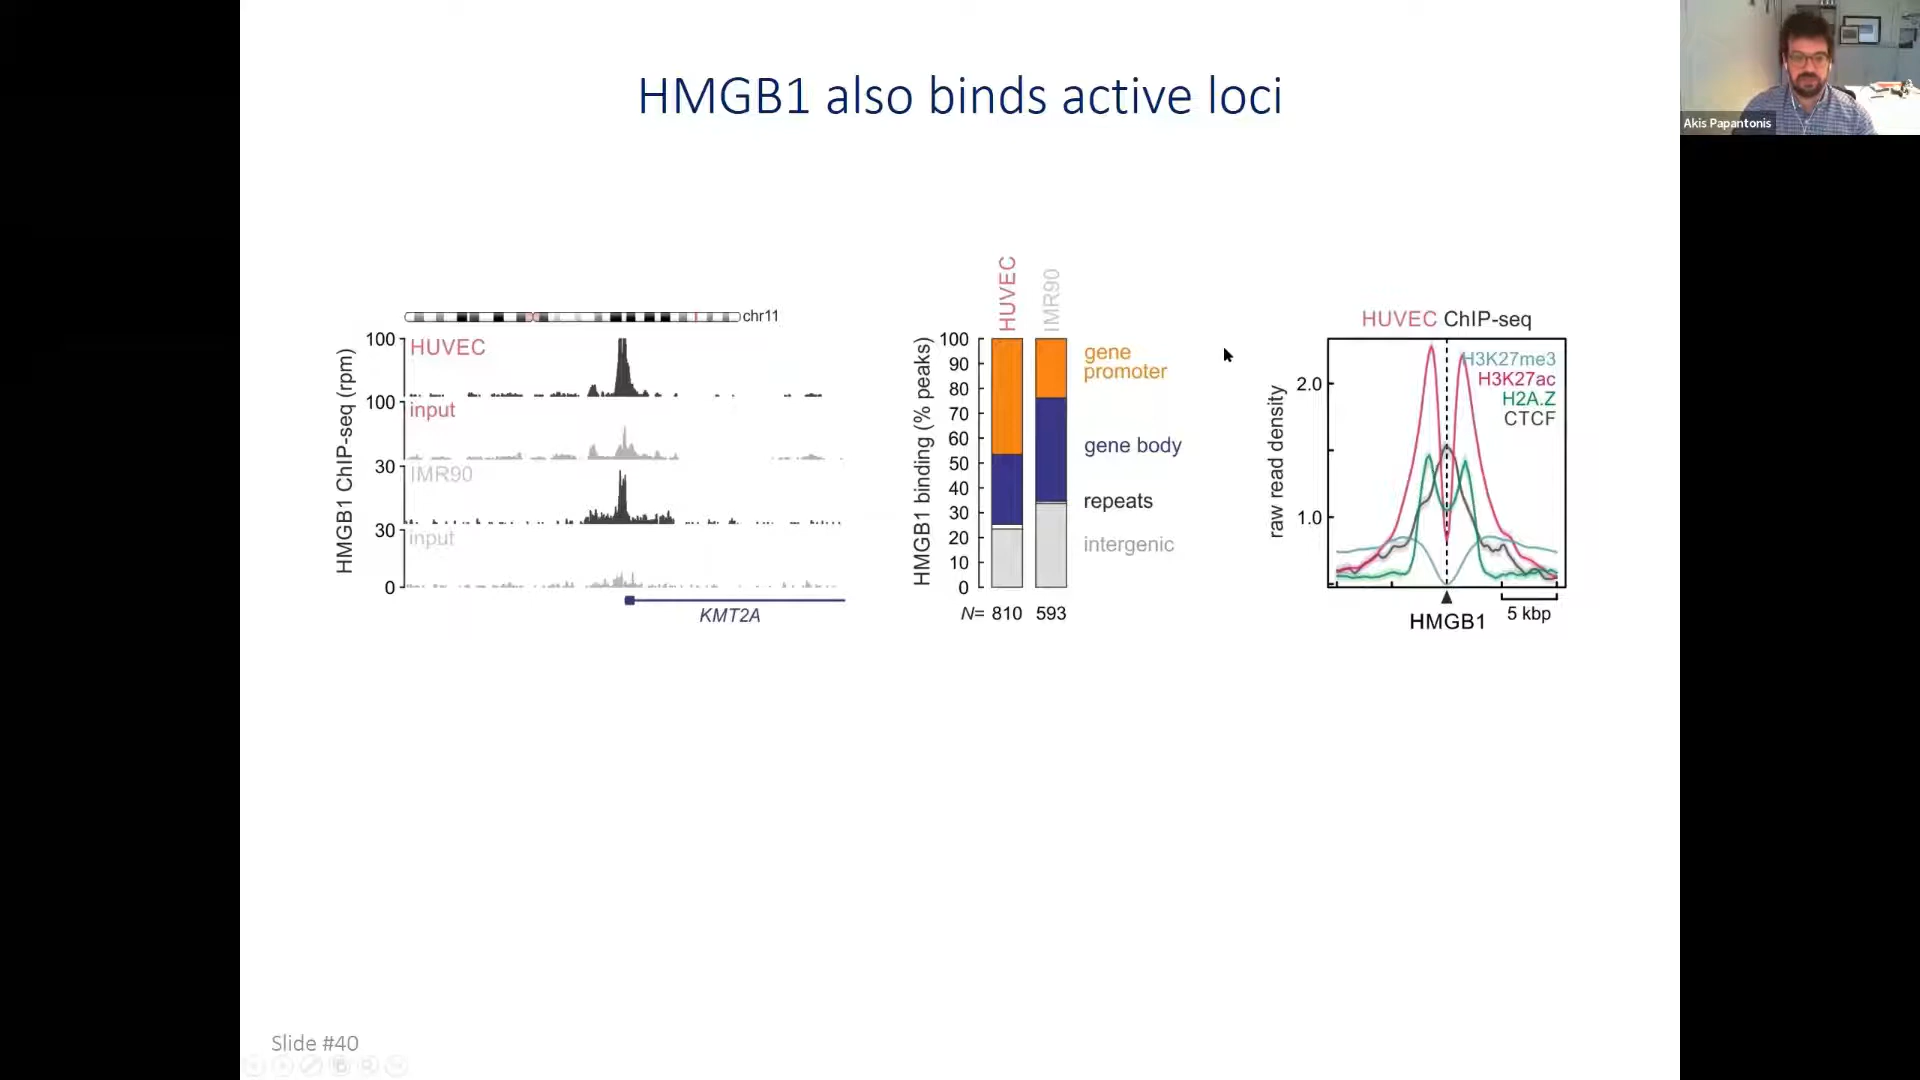 HMGB1 also binds active loci
Akis Papantonis
chr11
HMGB1 ChIP-seq (rpm)
100
HUVEC
100
input
30
IMR90
30
input
0
KMT2A
HUVEC
IMR90
HMGB1 binding (% peaks)
100
90
80
70
60
50
40
30
20
10
0
gene
promoter
gene body
repeats
intergenic
N= 810 593
HUVEC ChIP-seq
raw read density
2.0
1.0
H3K27me3
H3K27ac
H2A.Z
CTCF
HMGB1
5 kbp
Slide #40